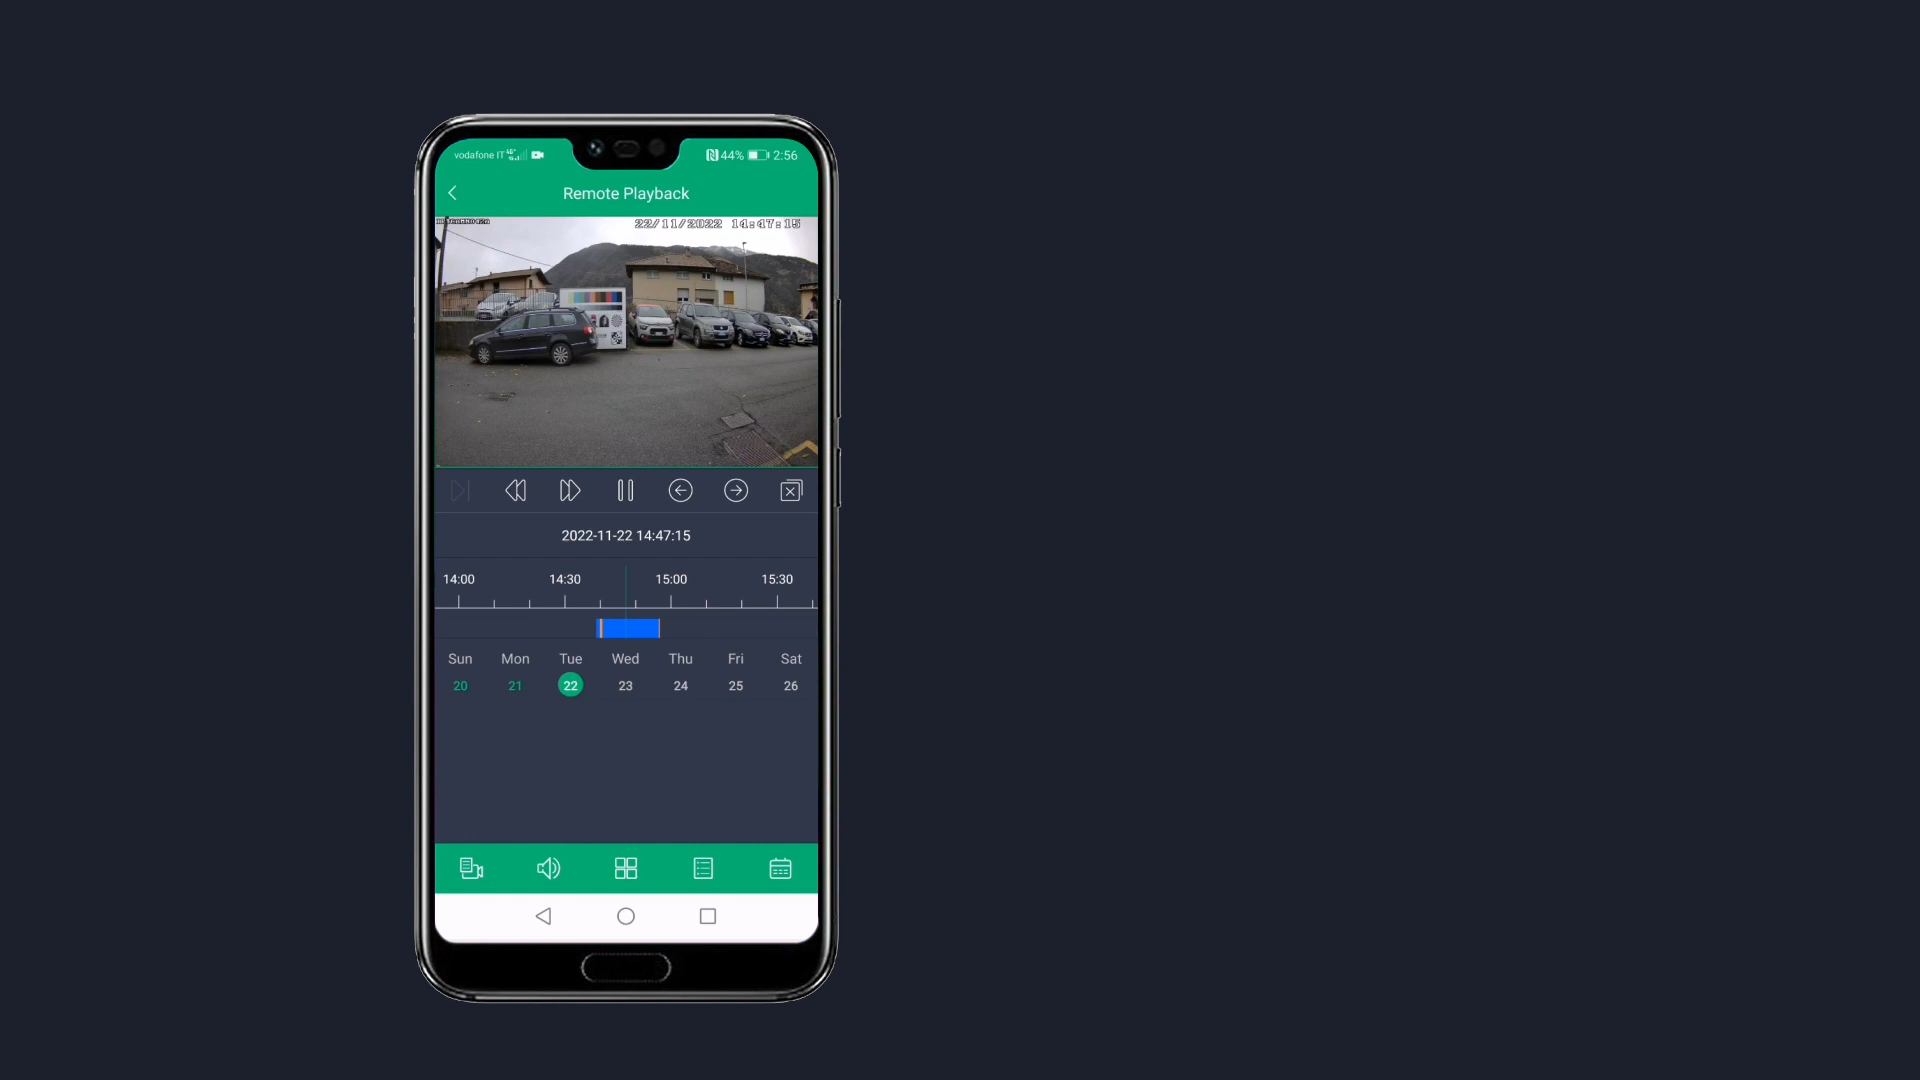 vodafone IT
44% 2:56
Remote Playback
22/11/2022 14:47:15
2022-11-22 14:47:15
14:00 14:30 15:00 15:30
Sun Mon Tue Wed Thu Fri Sat
20 21 22 23 24 25 26